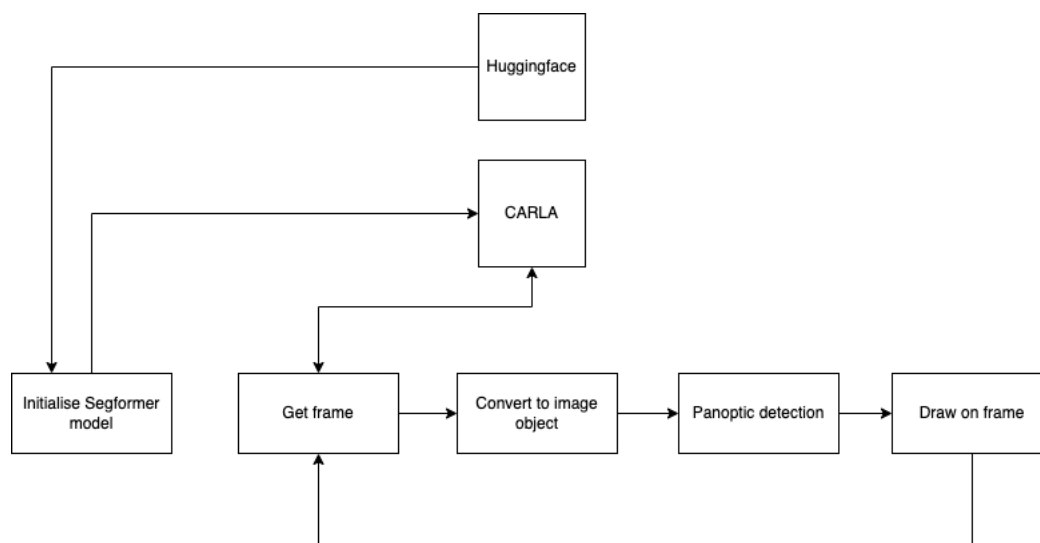 Huggingface
CARLA
Initialise Segformer
model
Get frame
Convert to image
object
Panoptic detection
Draw on frame